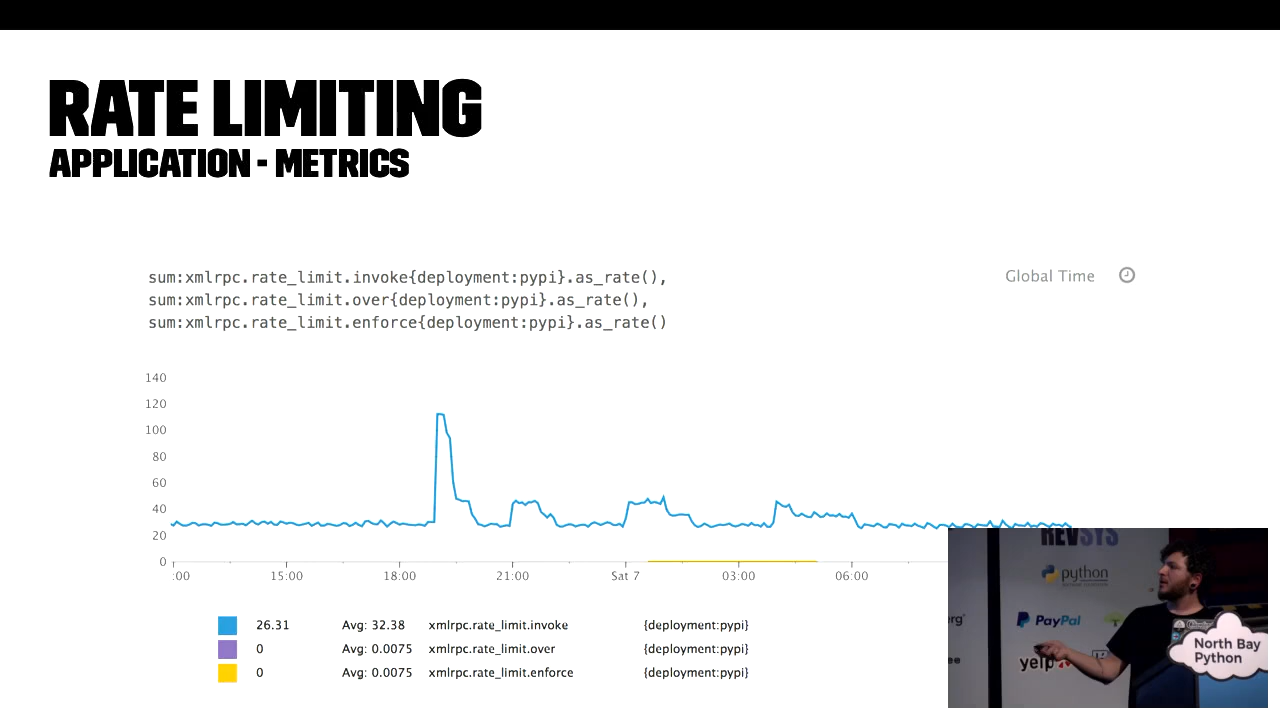 RATE LIMITING
APPLICATION - METRICS
sum:xmlrpc.rate_limit.invoke{deployment:pypi}.as_rate(),
sum:xmlrpc.rate_limit.over{deployment:pypi}.as_rate(),
sum:xmlrpc.rate_limit.enforce{deployment:pypi}.as_rate()
Global Time
140
120
100
80
60
40
20
0
:00 15:00 18:00 21:00 Sat 7 03:00 06:00
26.31 Avg: 32.38 xmlrpc.rate_limit.invoke {deployment:pypi}
0 Avg: 0.0075 xmlrpc.rate_limit.over {deployment:pypi}
0 Avg: 0.0075 xmlrpc.rate_limit.enforce {deployment:pypi}
REVSYS
python
PayPal
yelp
North Bay
Python